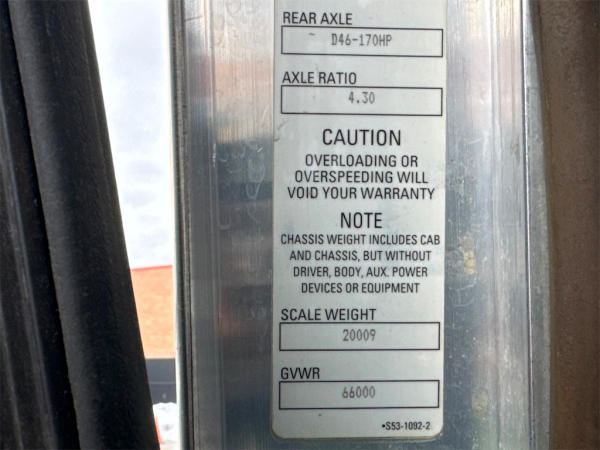 REAR AXLE
D46-170HP
AXLE RATIO
4.30
CAUTION
OVERLOADING OR
OVERSPEEDING WILL
VOID YOUR WARRANTY
NOTE
CHASSIS WEIGHT INCLUDES CAB
AND CHASSIS, BUT WITHOUT
DRIVER, BODY, AUX. POWER
DEVICES OR EQUIPMENT
SCALE WEIGHT
20009
GVWR
66000
•S53-1092-2